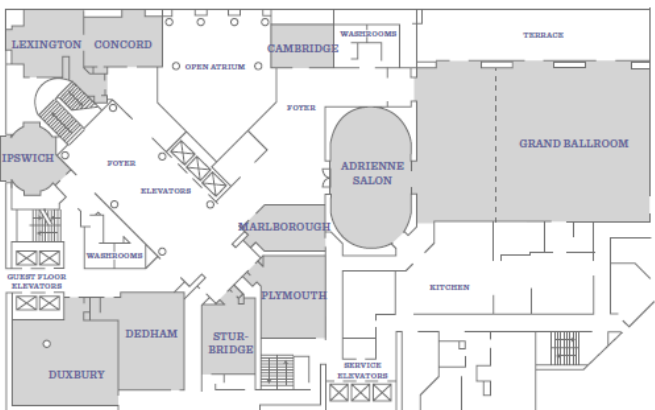 LEXINGTON
CONCORD
CAMBRIDGE
WASHROOMS
TERRACE
OPEN ATRIUM
FOYER
GRAND BALLROOM
IPSWICH
FOYER
ADRIENNE
SALON
ELEVATORS
MARLBOROUGH
WASHROOMS
GUEST FLOOR
ELEVATORS
KITCHEN
PLYMOUTH
DEDHAM
STUR-
BRIDGE
DUXBURY
SERVICE
ELEVATORS